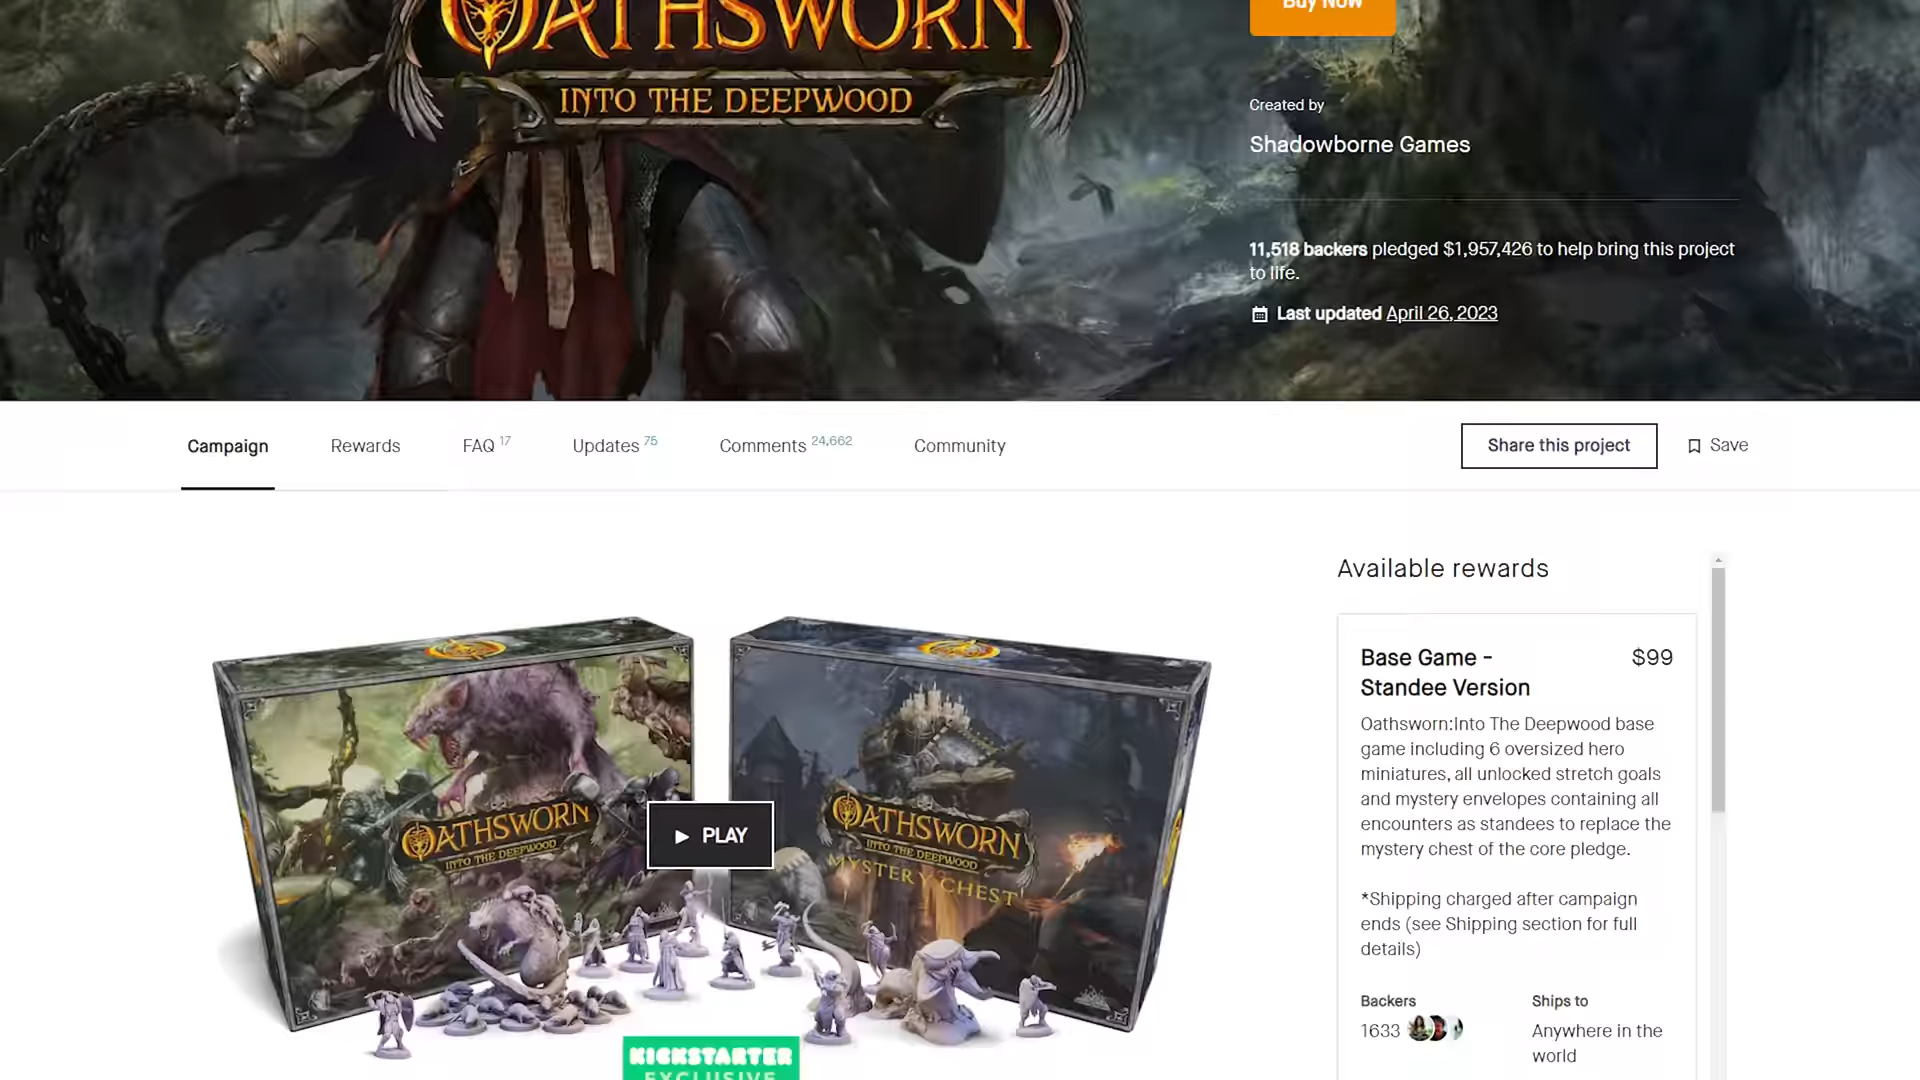 OATHSWORN
INTO THE DEEPWOOD
Buy Now
Created by
Shadowborne Games
11,518 backers pledged $1,957,426 to help bring this project
to life.
Last updated April 26, 2023
Campaign
Rewards
FAQ 17
Updates 75
Comments 24,662
Community
Share this project
Save
OATHSWORN
INTO THE DEEPWOOD
PLAY
OATHSWORN
INTO THE DEEPWOOD
MYSTERY CHEST
KICKSTARTER
EXCLUSIVE
Available rewards
Base Game -
Standee Version
$99
Oathsworn:Into The Deepwood base
game including 6 oversized hero
miniatures, all unlocked stretch goals
and mystery envelopes containing all
encounters as standees to replace the
mystery chest of the core pledge.
*Shipping charged after campaign
ends (see Shipping section for full
details)
Backers
1633
Ships to
Anywhere in the
world